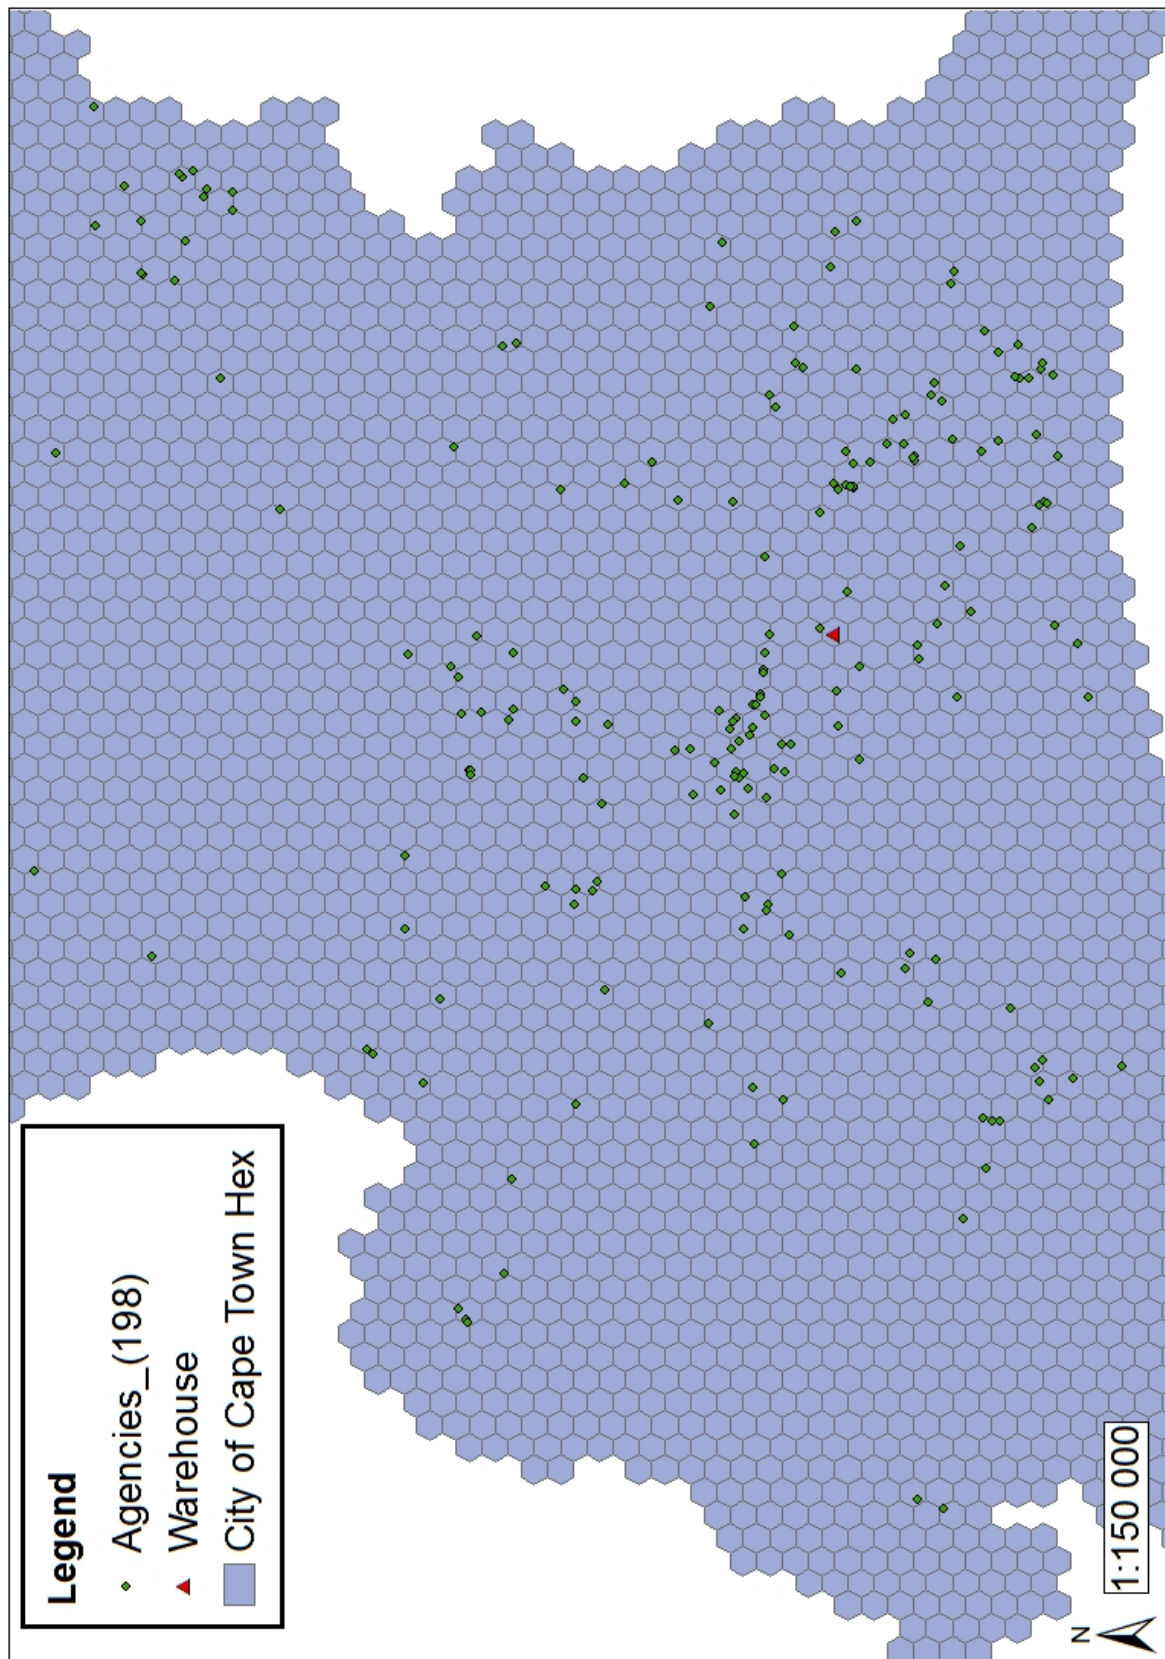 Legend
Agencies_(198)
Warehouse
City of Cape Town Hex
1:150 000
N